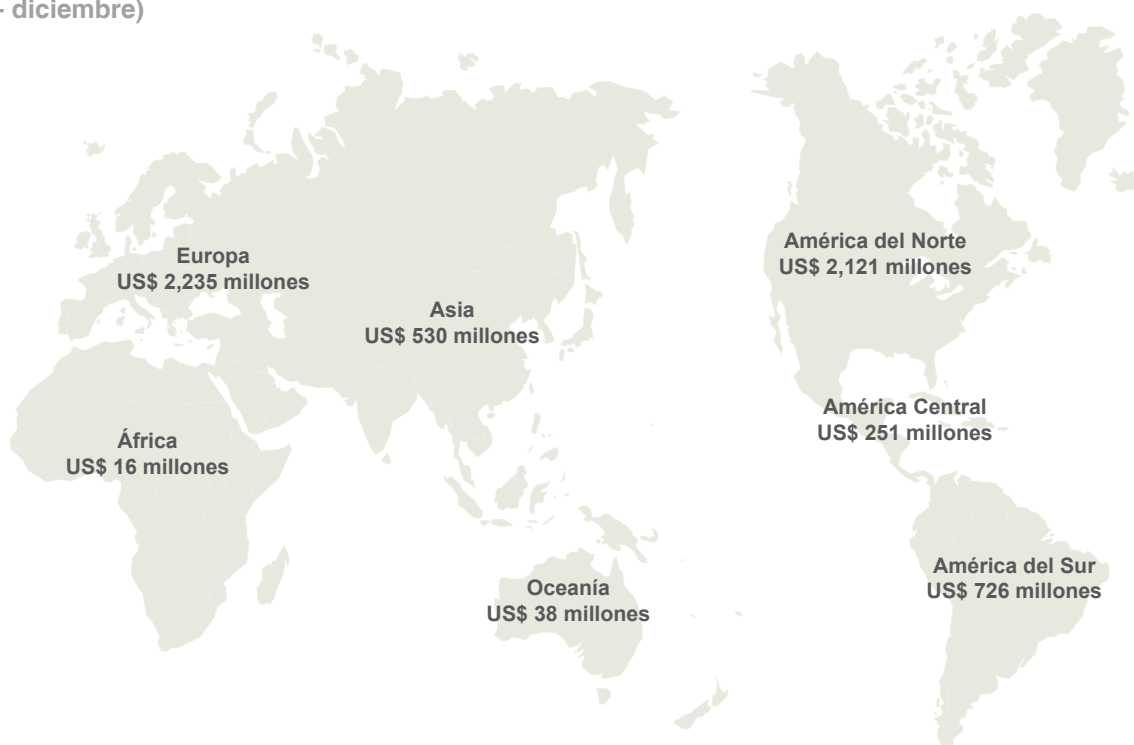 - diciembre)
América del Norte
US$ 2,121 millones
Europa
US$ 2,235 millones
Asia
US$ 530 millones
América Central
US$ 251 millones
África
US$ 16 millones
América del Sur
US$ 726 millones
Oceanía
US$ 38 millones